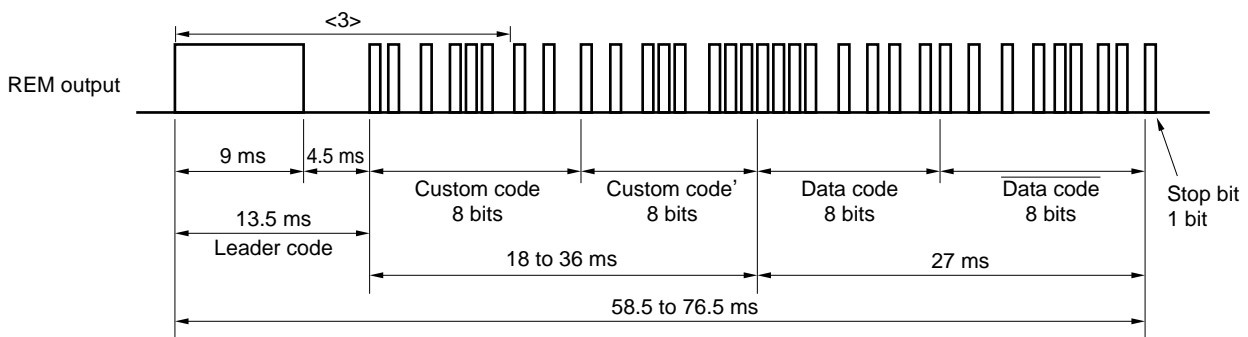 <3>
REM output
9 ms
4.5 ms
Custom code
8 bits
Custom code’
8 bits
Data code
8 bits
Data code
8 bits
Stop bit
1 bit
13.5 ms
Leader code
18 to 36 ms
27 ms
58.5 to 76.5 ms